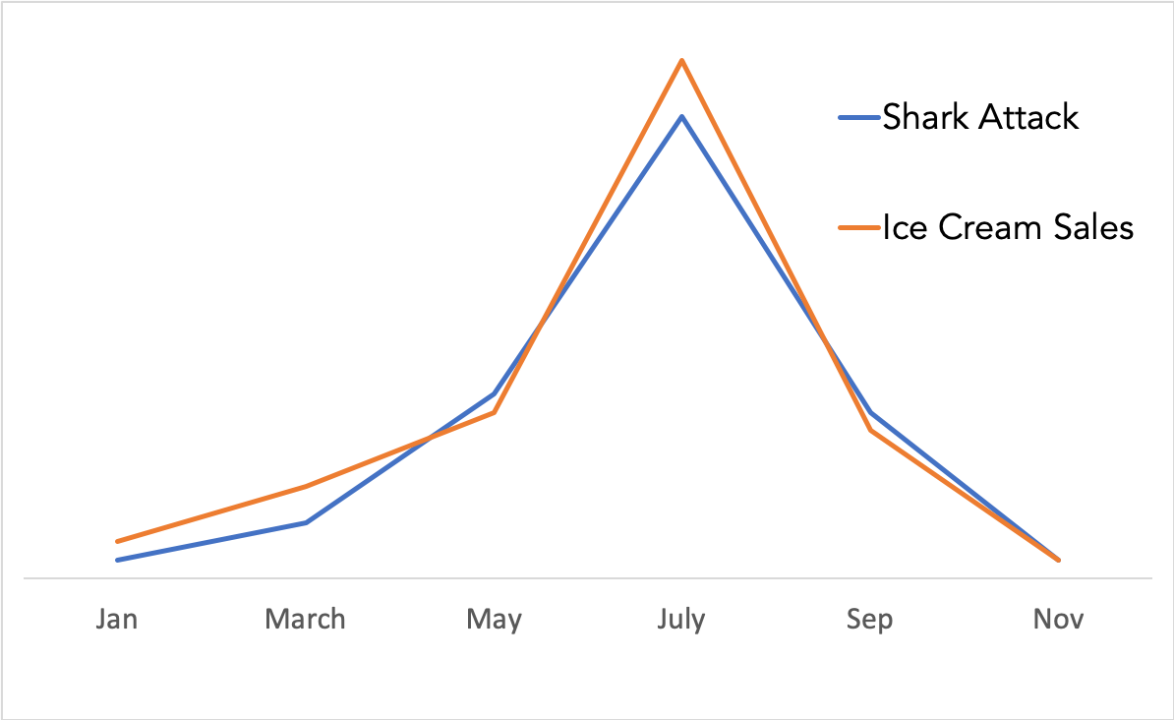 Shark Attack
Ice Cream Sales
Jan March May July Sep Nov